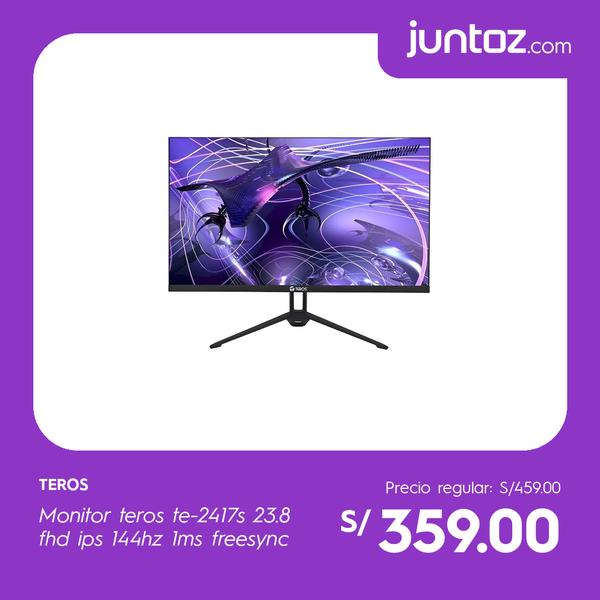 juntoz.com
TEROS
TEROS
Monitor teros te-2417s 23.8
fhd ips 144hz 1ms freesync
Precio regular: S/459.00
S/359.00